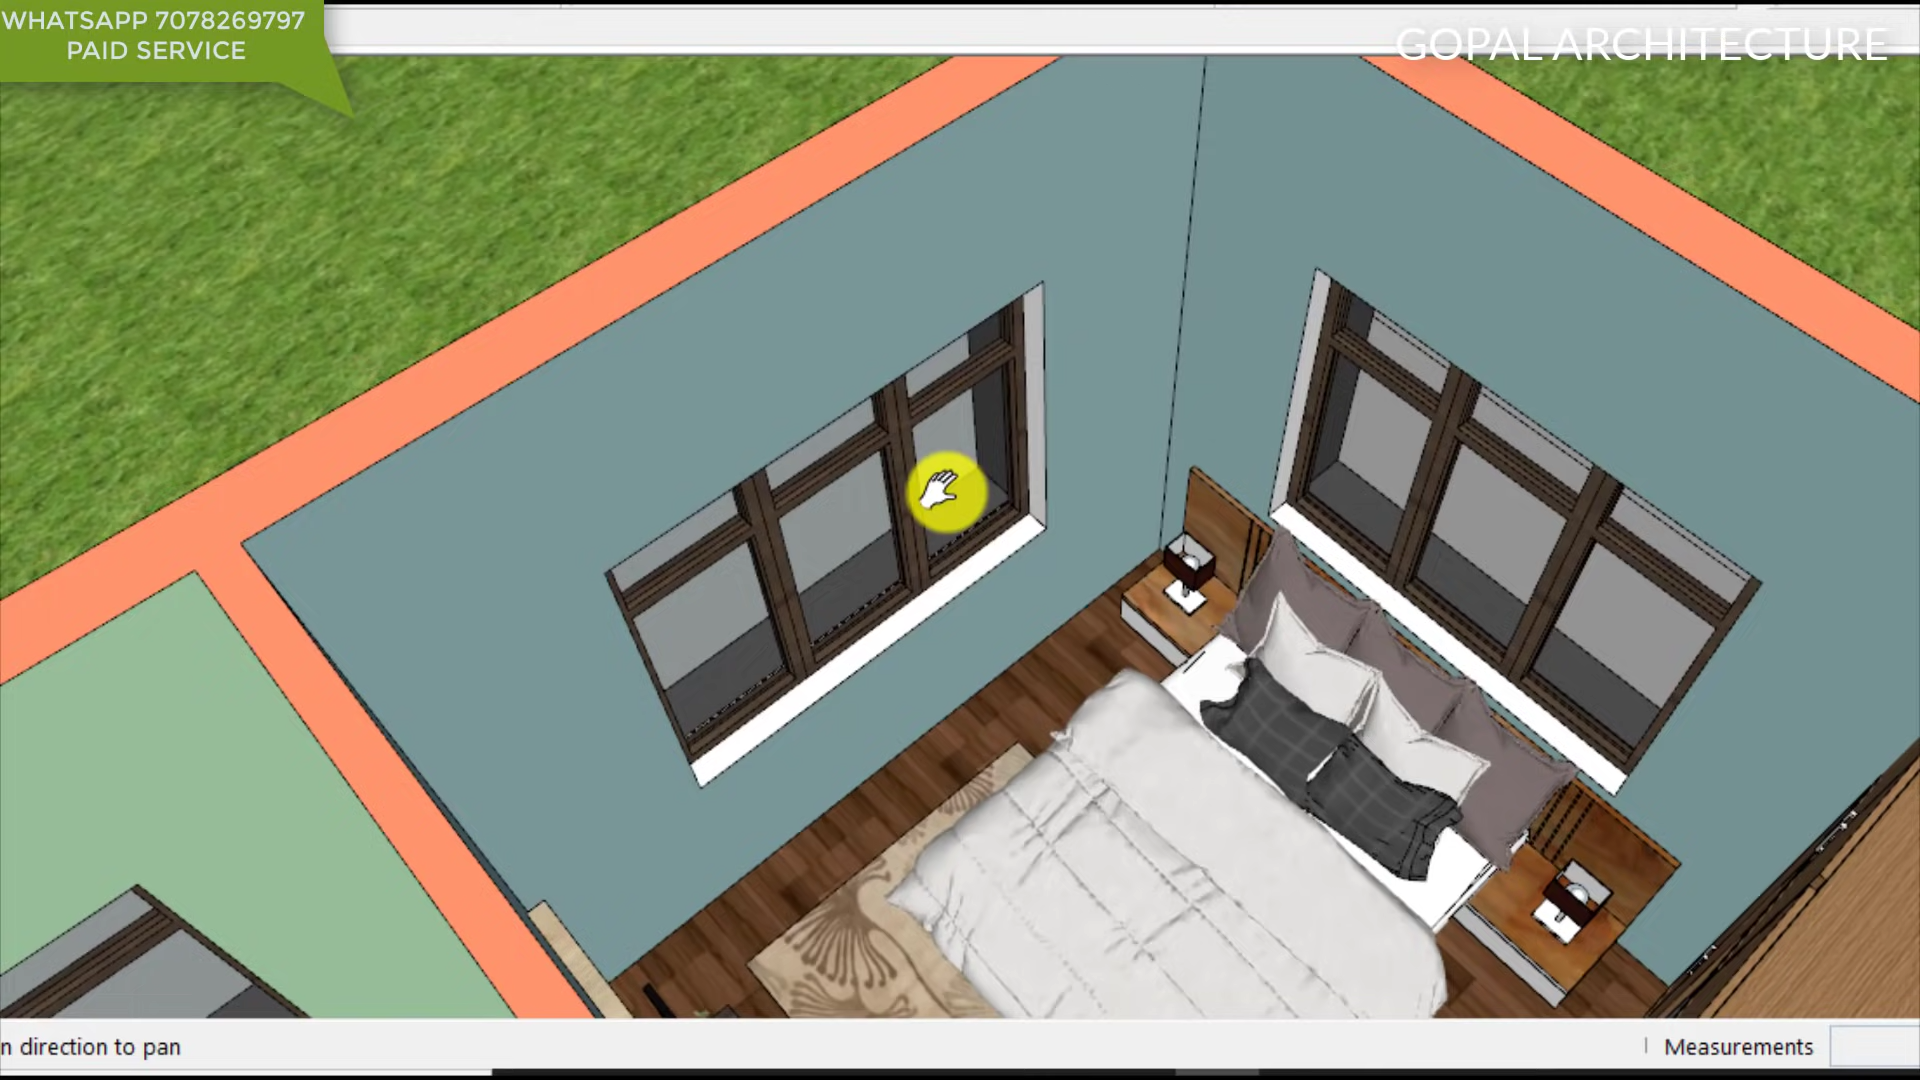 WHATSAPP 7078269797
PAID SERVICE
GOPAL ARCHITECTURE
n direction to pan
Measurements